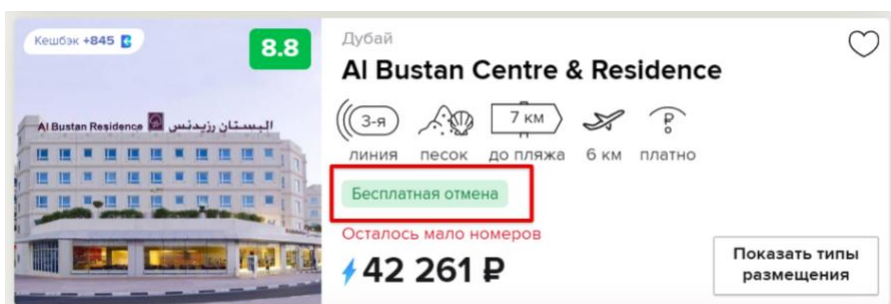 Кешбэк +845
8.8
Al Bustan Residence البستان رزيدنس
Дубай
Al Bustan Centre & Residence
3-я
7 км
линия песок до пляжа 6 км платно
Бесплатная отмена
Осталось мало номеров
42 261 ₽
Показать типы
размещения